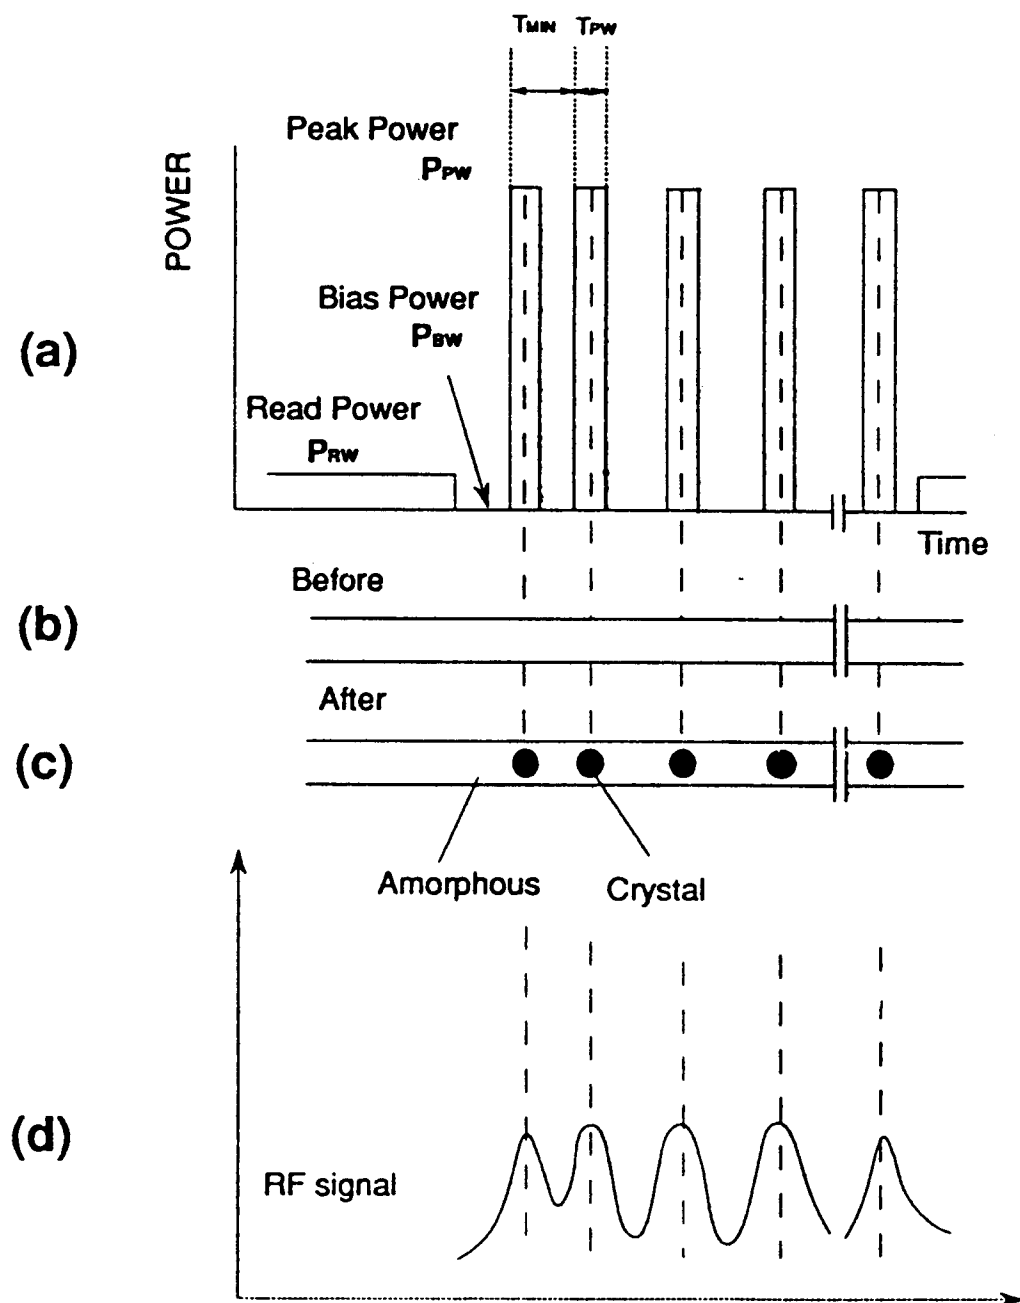 TMIN TPW
Peak Power
PPW
POWER
Bias Power
PBW
(a)
Read Power
PRW
Time
Before
(b)
After
(c)
Amorphous Crystal
(d)
RF signal